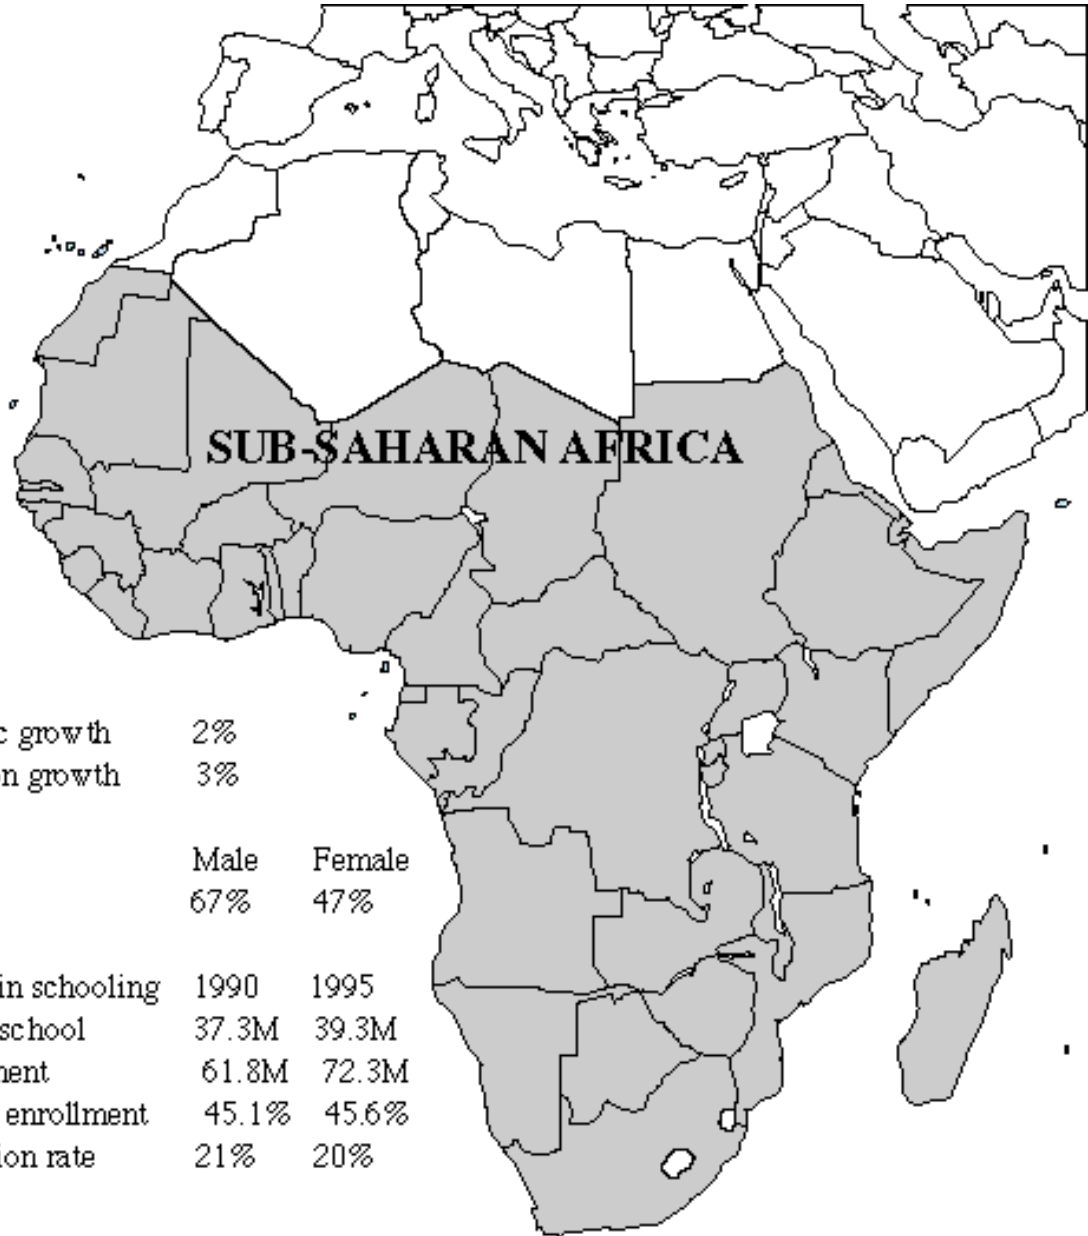 SUB-SAHARAN AFRICA
c growth 2%
on growth 3%
Male Female
67% 47%
in schooling 1990 1995
school 37.3M 39.3M
nent 61.8M 72.3M
enrollment 45.1% 45.6%
ion rate 21% 20%